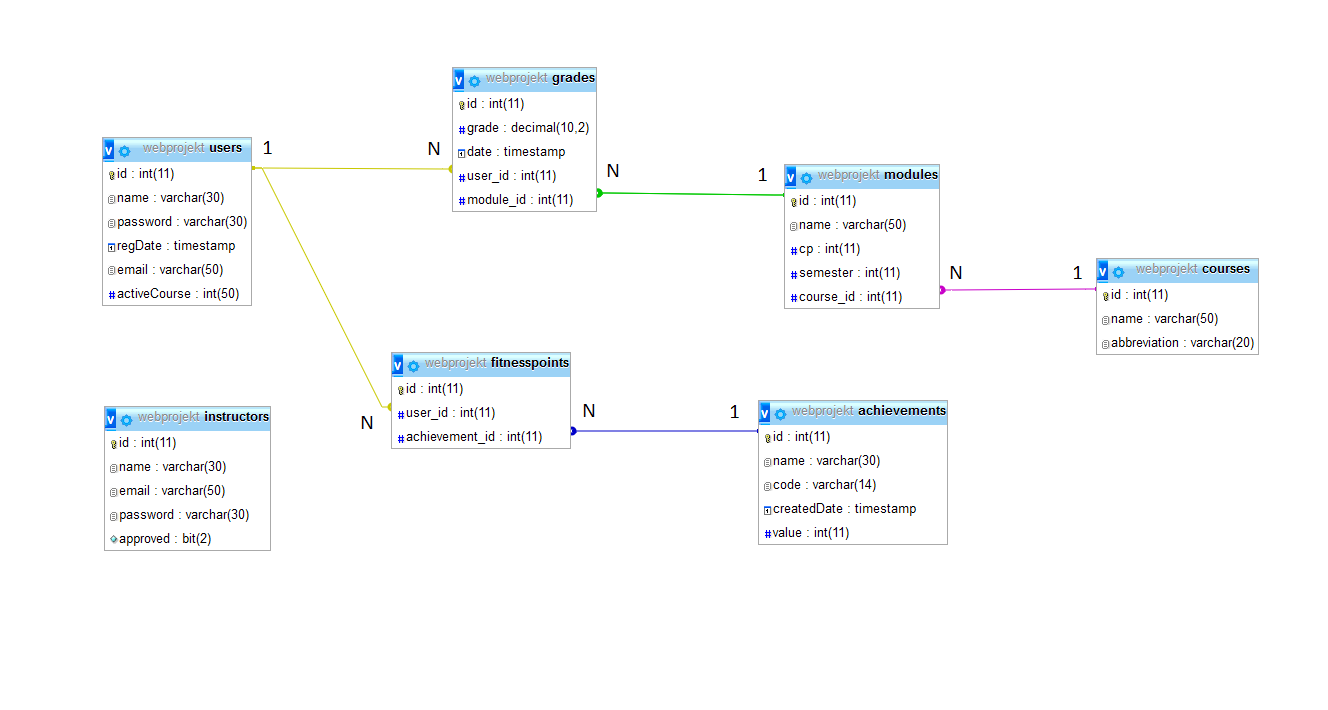 webprojekt users
id : int(11)
name : varchar(30)
password : varchar(30)
regDate : timestamp
email : varchar(50)
activeCourse : int(50)
1
N
webprojekt grades
id : int(11)
grade : decimal(10,2)
date : timestamp
user_id : int(11)
module_id : int(11)
N
1
webprojekt modules
id : int(11)
name : varchar(50)
cp : int(11)
semester : int(11)
course_id : int(11)
N
1
webprojekt courses
id : int(11)
name : varchar(50)
abbreviation : varchar(20)
webprojekt instructors
id : int(11)
name : varchar(30)
email : varchar(50)
password : varchar(30)
approved : bit(2)
N
webprojekt fitnesspoints
id : int(11)
user_id : int(11)
achievement_id : int(11)
N
1
webprojekt achievements
id : int(11)
name : varchar(30)
code : varchar(14)
createdDate : timestamp
value : int(11)